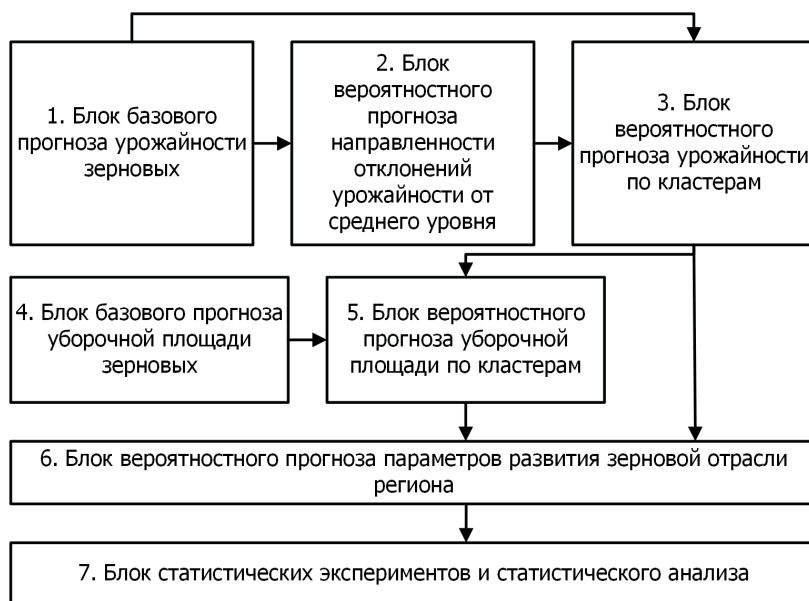 1. Блок базового
прогноза урожайности
зерновых
2. Блок
вероятностного
прогноза
направленности
отклонений
урожайности от
среднего уровня
3. Блок
вероятностного
прогноза урожайности
по кластерам
4. Блок базового прогноза
уборочной площади
зерновых
5. Блок вероятностного
прогноза уборочной
площади по кластерам
6. Блок вероятностного прогноза параметров развития зерновой отрасли
региона
7. Блок статистических экспериментов и статистического анализа